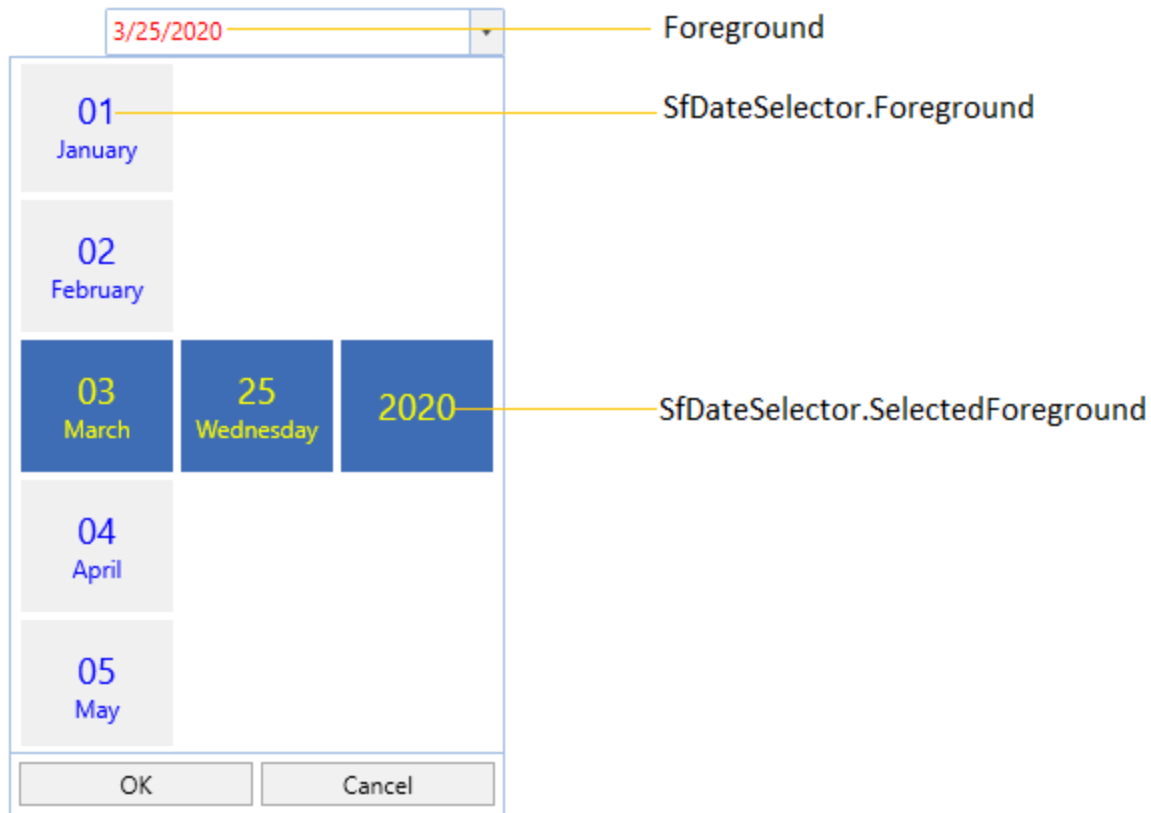 3/25/2020
Foreground
01
January
SfDateSelector.Foreground
02
February
03
March
25
Wednesday
2020
SfDateSelector.SelectedForeground
04
April
05
May
OK
Cancel